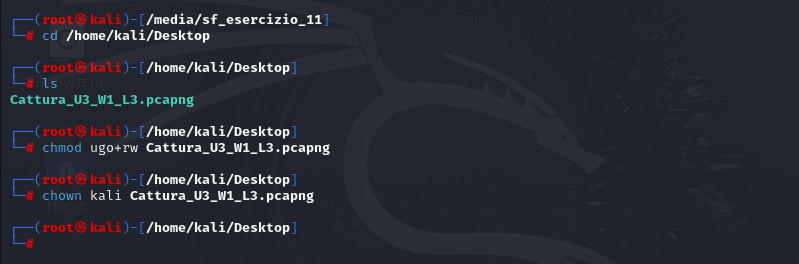 ┌──(root㉿kali)-[/media/sf_esercizio_11]
└─# cd /home/kali/Desktop
┌──(root㉿kali)-[/home/kali/Desktop]
└─# ls
System
Cattura_U3_W1_L3.pcapng
┌──(root㉿kali)-[/home/kali/Desktop]
└─# chmod ugo+rw Cattura_U3_W1_L3.pcapng
┌──(root㉿kali)-[/home/kali/Desktop]
└─# chown kali Cattura_U3_W1_L3.pcapng
Home
┌──(root㉿kali)-[/home/kali/Desktop]
└─#